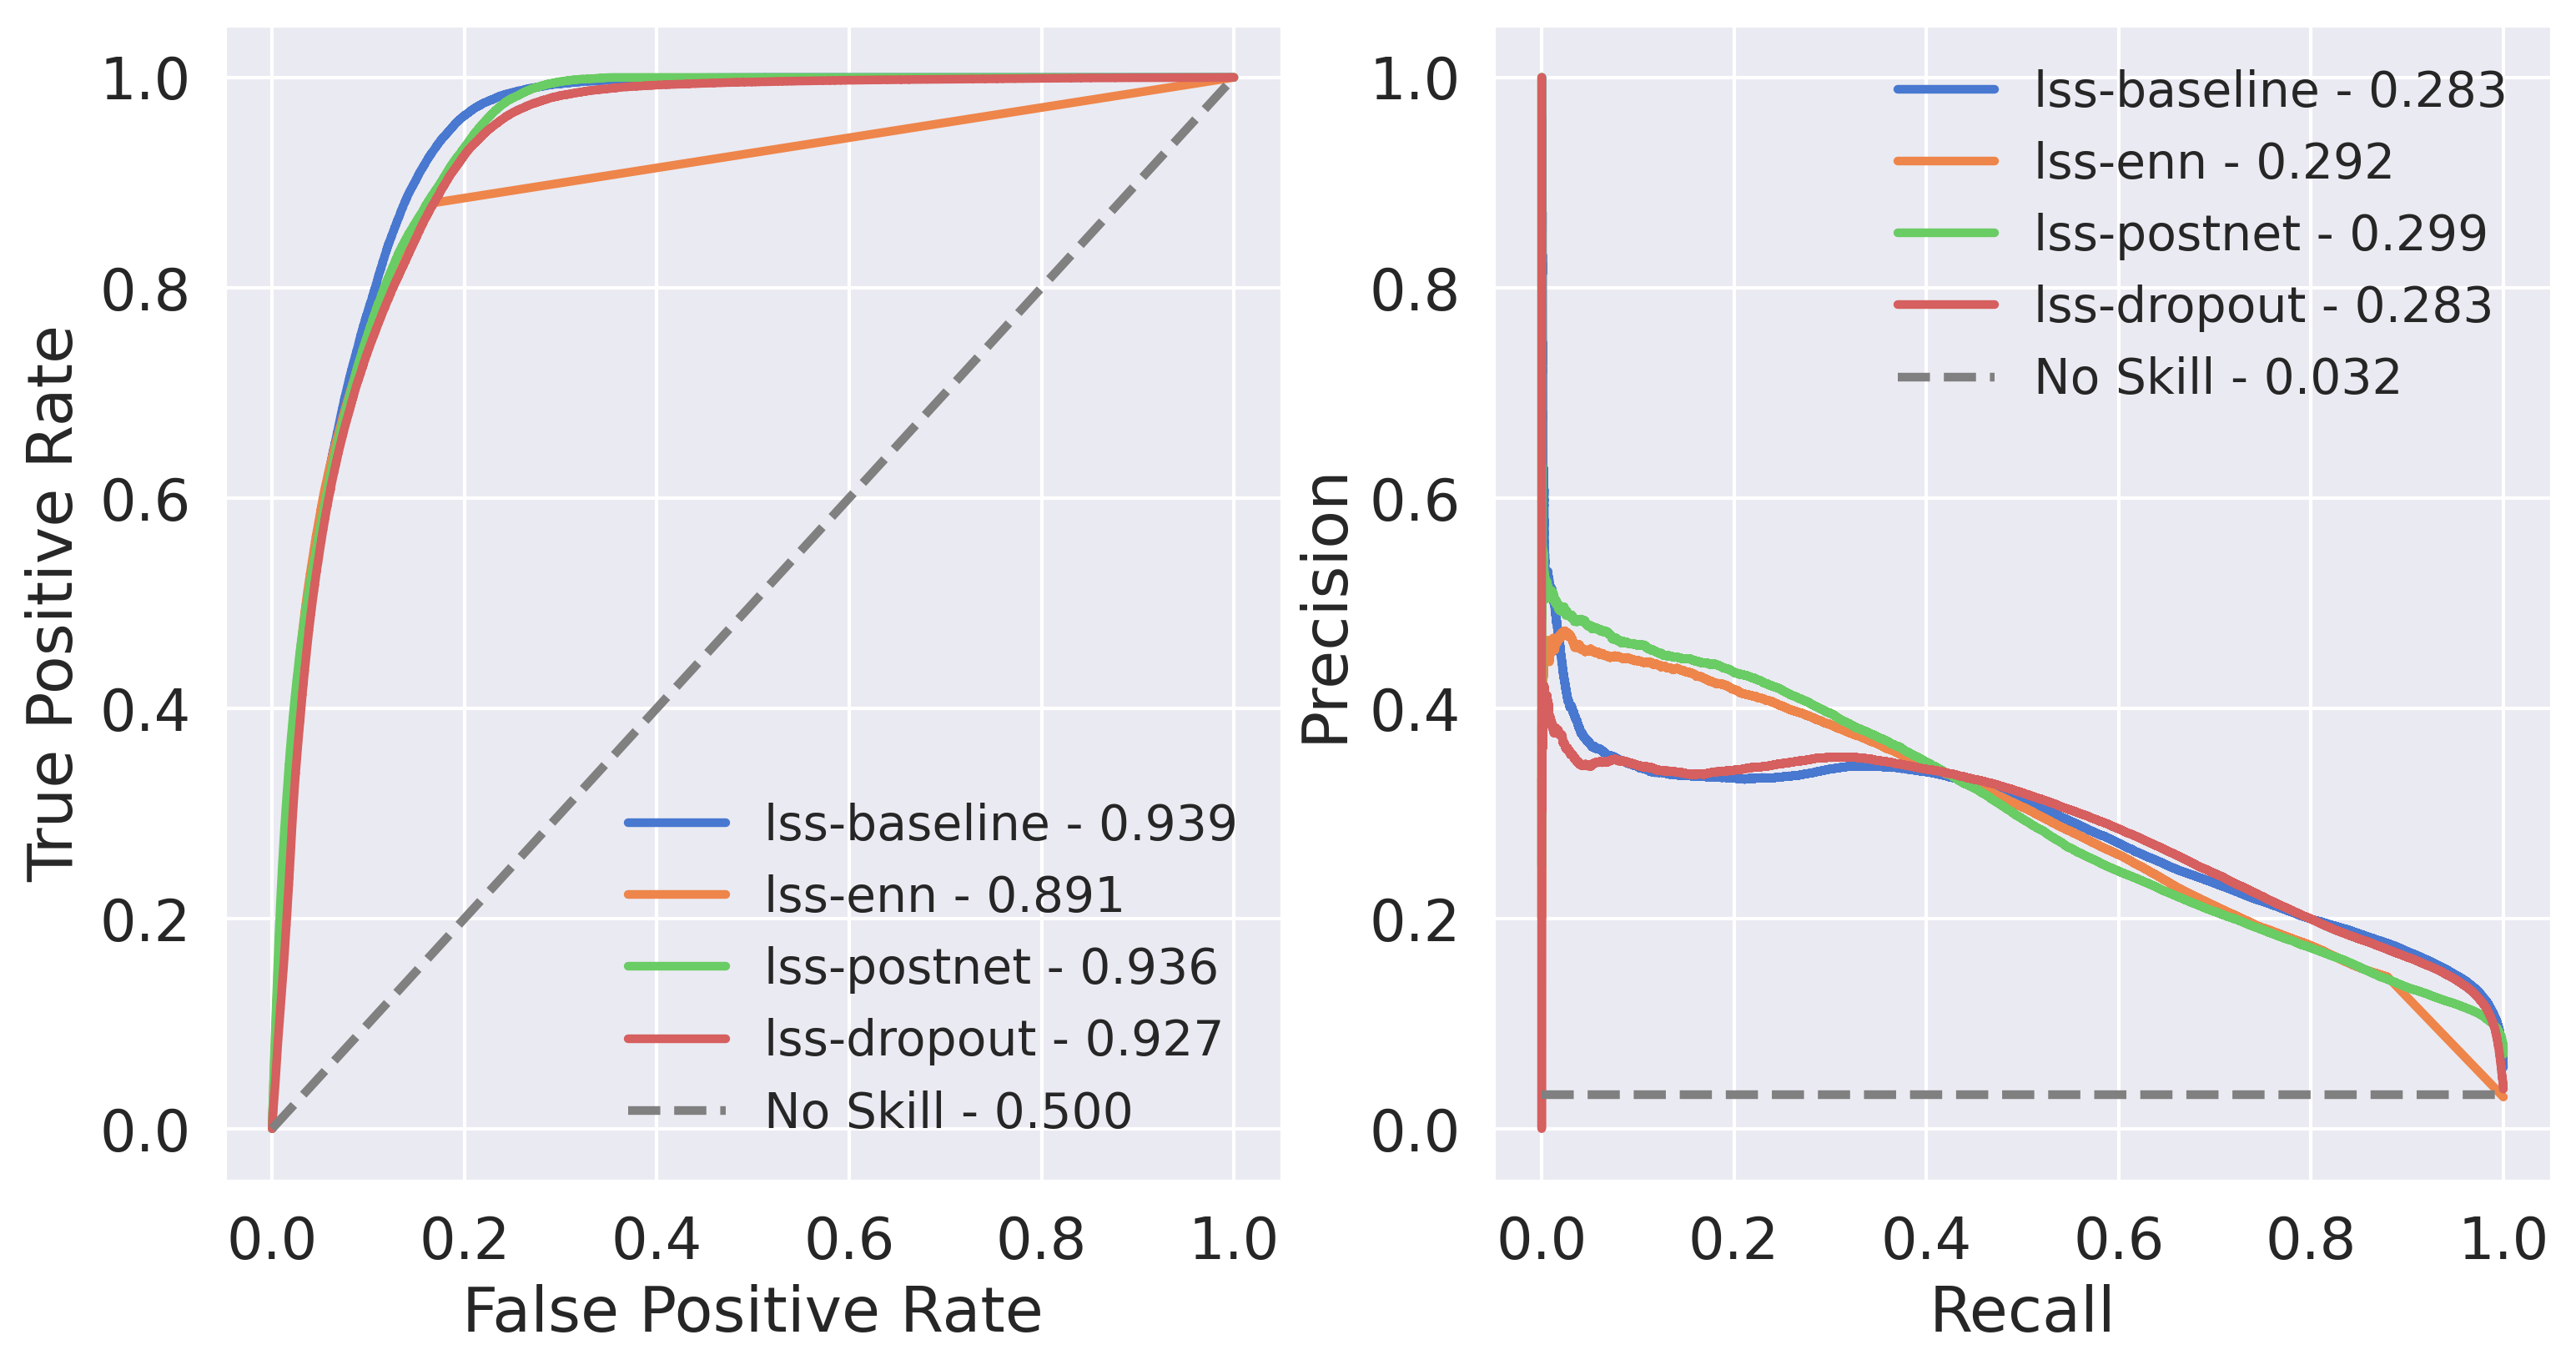 True Positive Rate
1.0
0.8
0.6
0.4
0.2
0.0
lss-baseline - 0.939
lss-enn - 0.891
lss-postnet - 0.936
lss-dropout - 0.927
No Skill - 0.500
0.0 0.2 0.4 0.6 0.8 1.0
False Positive Rate
Precision
1.0
0.8
0.6
0.4
0.2
0.0
lss-baseline - 0.283
lss-enn - 0.292
lss-postnet - 0.299
lss-dropout - 0.283
No Skill - 0.032
0.0 0.2 0.4 0.6 0.8 1.0
Recall